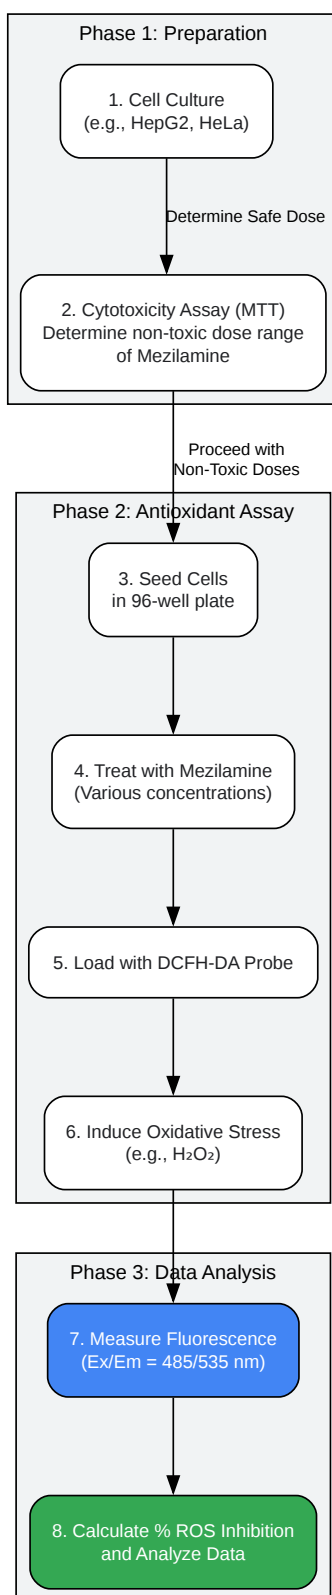 Phase 1: Preparation
1. Cell Culture
(e.g., HepG2, HeLa)
Determine Safe Dose
2. Cytotoxicity Assay (MTT)
Determine non-toxic dose range
of Mezilamine
Proceed with
Non-Toxic Doses
Phase 2: Antioxidant Assay
3. Seed Cells
in 96-well plate
4. Treat with Mezilamine
(Various concentrations)
5. Load with DCFH-DA Probe
6. Induce Oxidative Stress
(e.g., H₂O₂)
Phase 3: Data Analysis
7. Measure Fluorescence
(Ex/Em = 485/535 nm)
8. Calculate % ROS Inhibition
and Analyze Data